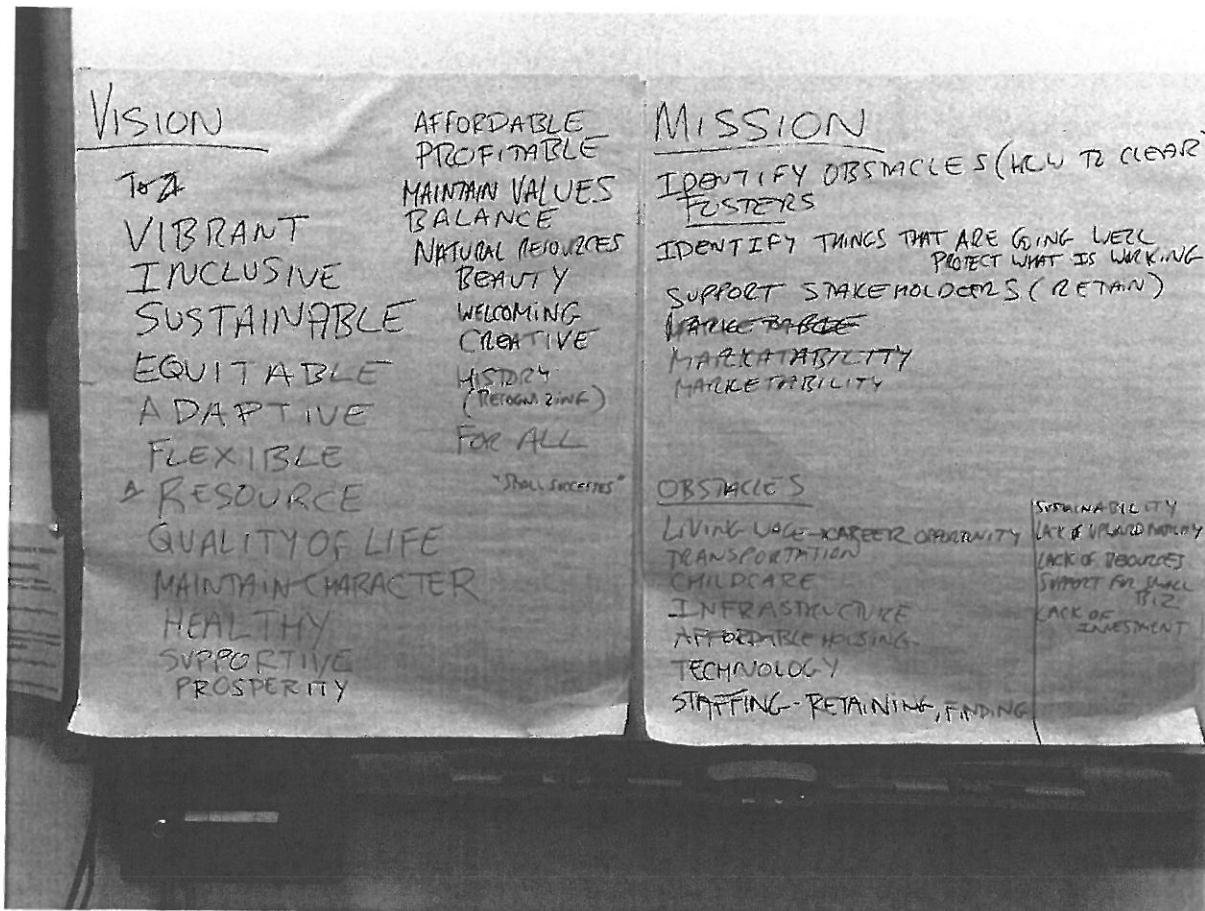 VISION
VIBRANT
INCLUSIVE
SUSTAINABLE
EQUITABLE
ADAPTIVE
FLEXIBLE
A RESOURCE
QUALITY OF LIFE
MAINTAIN CHARACTER
HEALTHY
SUPPORTIVE
PROSPERITY
AFFORDABLE
PROFITABLE
MAINTAIN VALUES
BALANCE
NATURAL RESOURCES
BEAUTY
WELCOMING
CREATIVE
HISTORY
(RECOGNIZING)
FOR ALL
"SMALL SUCCESSES"
MISSION
IDENTIFY OBSTACLES (HOW TO CLEAR)
FOSTERS
IDENTIFY THINGS THAT ARE GOING WELL
PROTECT WHAT IS WORKING
SUPPORT STAKEHOLDERS (RETAIN)
MARKETABLE
MARKATABILITY
MARKETABILITY
OBSTACLES
LIVING WAGE - CAREER OPPORTUNITY
TRANSPORTATION
CHILDCARE
INFRASTRUCTURE
AFFORDABLE HOUSING
TECHNOLOGY
STAFFING - RETAINING, FINDING
SUSTAINABILITY
LACK OF UPWARD MOBILITY
LACK OF RESOURCES
SUPPORT FOR SMALL
BIZ
LACK OF
INVESTMENT